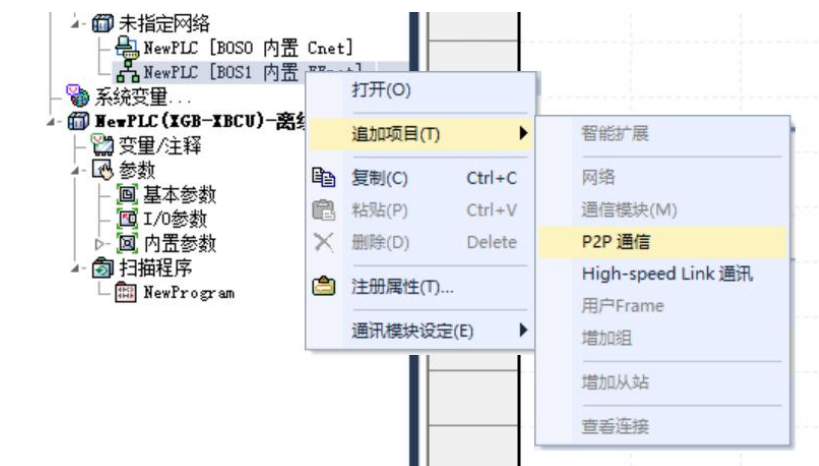 未指定网络
NewPLC [B0S0 内置 Cnet]
NewPLC [B0S1 内置
系统变量...
NewPLC(XGB-XBCU)-离线
变量/注释
参数
基本参数
I/O参数
内置参数
扫描程序
NewProgram
打开(O)
追加项目(T)
复制(C) Ctrl+C
粘贴(P) Ctrl+V
删除(D) Delete
注册属性(T)...
通讯模块设定(E)
智能扩展
网络
通信模块(M)
P2P 通信
High-speed Link 通讯
用户Frame
增加组
增加从站
查看连接